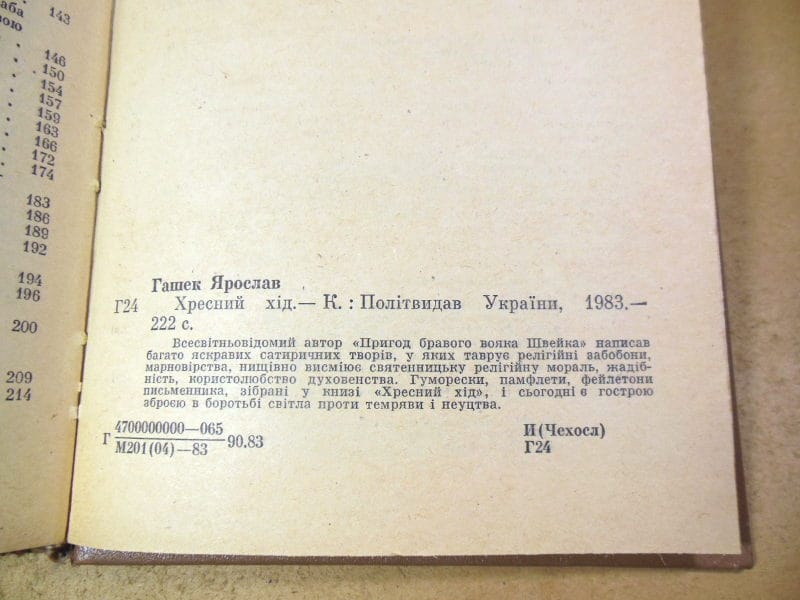 143
146
150
154
157
159
163
166
172
174
183
186
189
192
194
196
200
209
214
Гашек Ярослав
Г24 Хресний хід.— К. : Політвидав України, 1983.—
222 с.
Всесвітньовідомий автор «Пригод бравого вояка Швейка» написав
багато яскравих сатиричних творів, у яких таврує релігійні забобони,
марновірства, нищівно висміює святенницьку релігійну мораль, жадіб-
ність, користолюбство духовенства. Гуморески, памфлети, фейлетони
письменника, зібрані у книзі «Хресний хід», і сьогодні є гострою
зброєю в боротьбі світла проти темряви і неуцтва.
Г 4700000000—065
М201(04)—83 90.83
И(Чехосл)
Г24